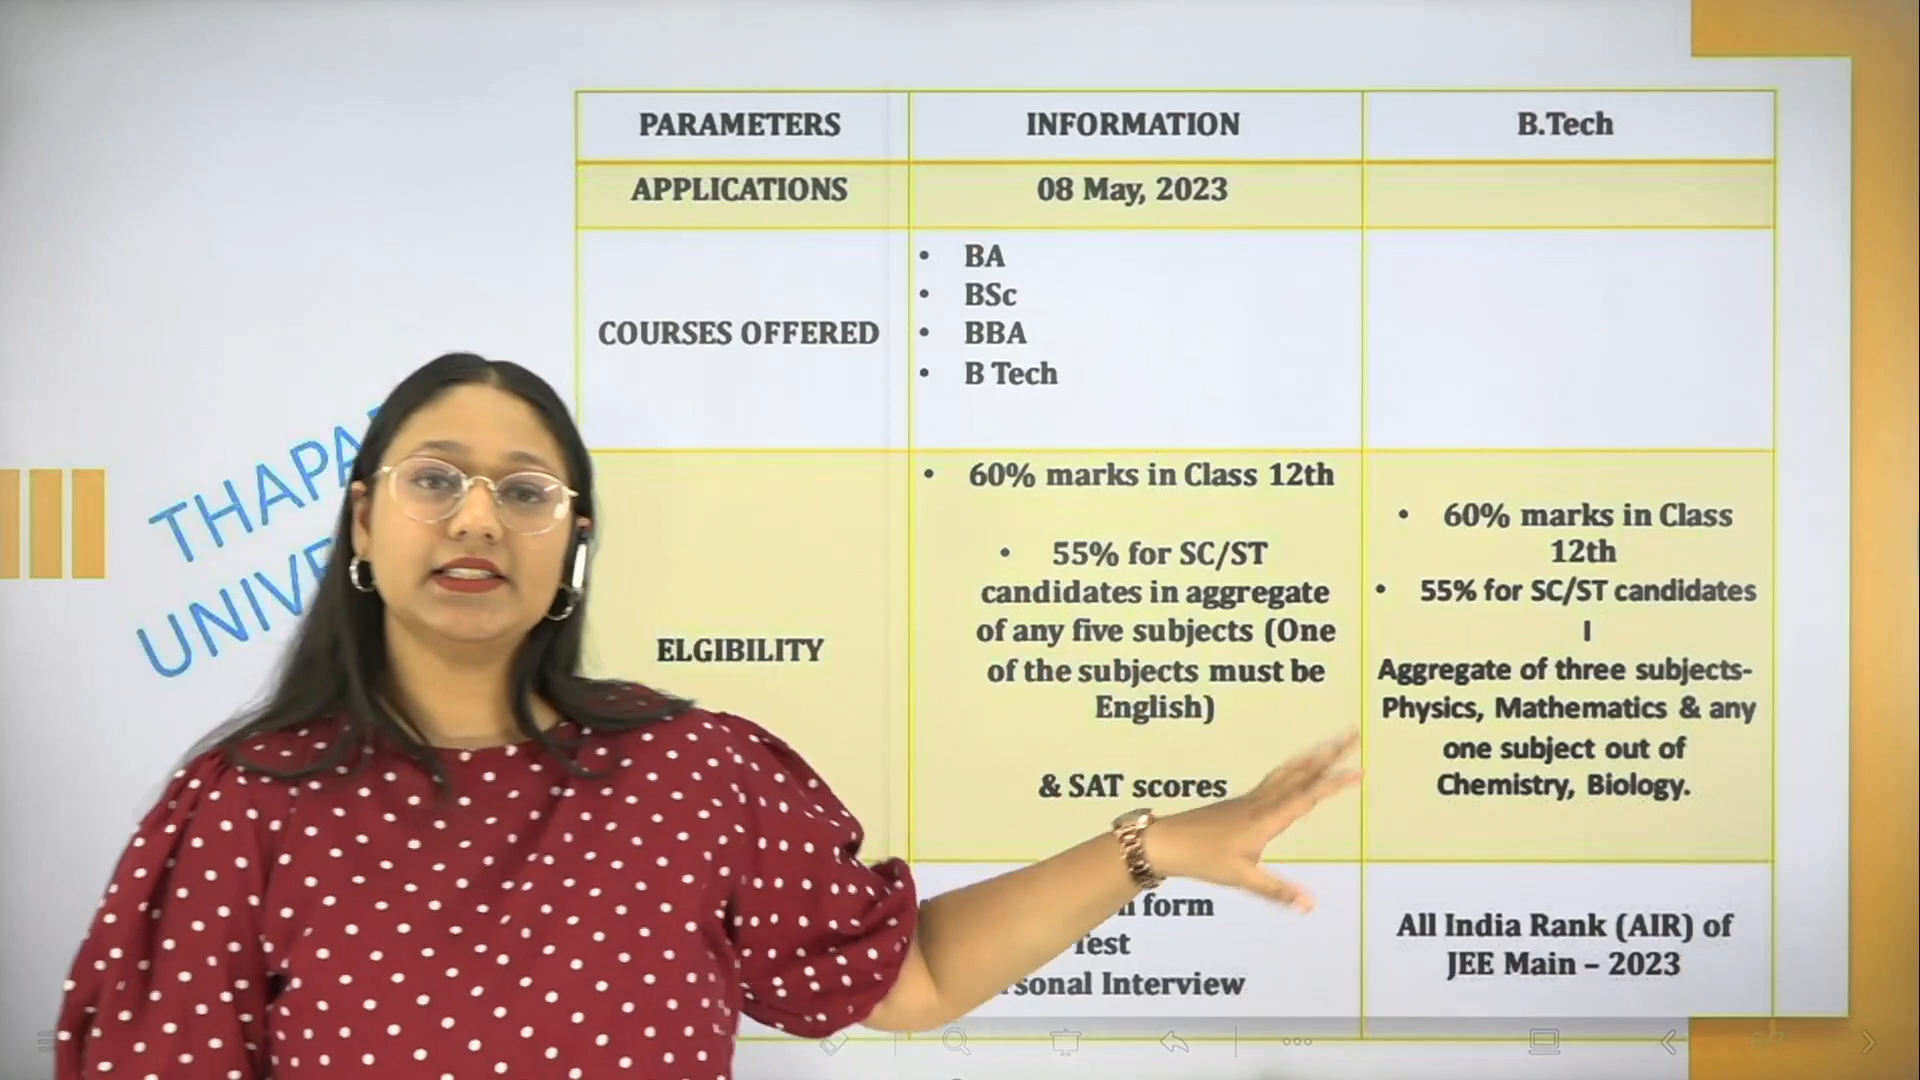 THAPA
UNIVE
PARAMETERS
INFORMATION
B.Tech
APPLICATIONS
08 May, 2023
COURSES OFFERED
• BA
• BSc
• BBA
• B Tech
ELGIBILITY
• 60% marks in Class 12th
• 55% for SC/ST
candidates in aggregate
of any five subjects (One
of the subjects must be
English)
& SAT scores
• 60% marks in Class
12th
• 55% for SC/ST candidates
I
Aggregate of three subjects-
Physics, Mathematics & any
one subject out of
Chemistry, Biology.
form
Test
sonal Interview
All India Rank (AIR) of
JEE Main – 2023